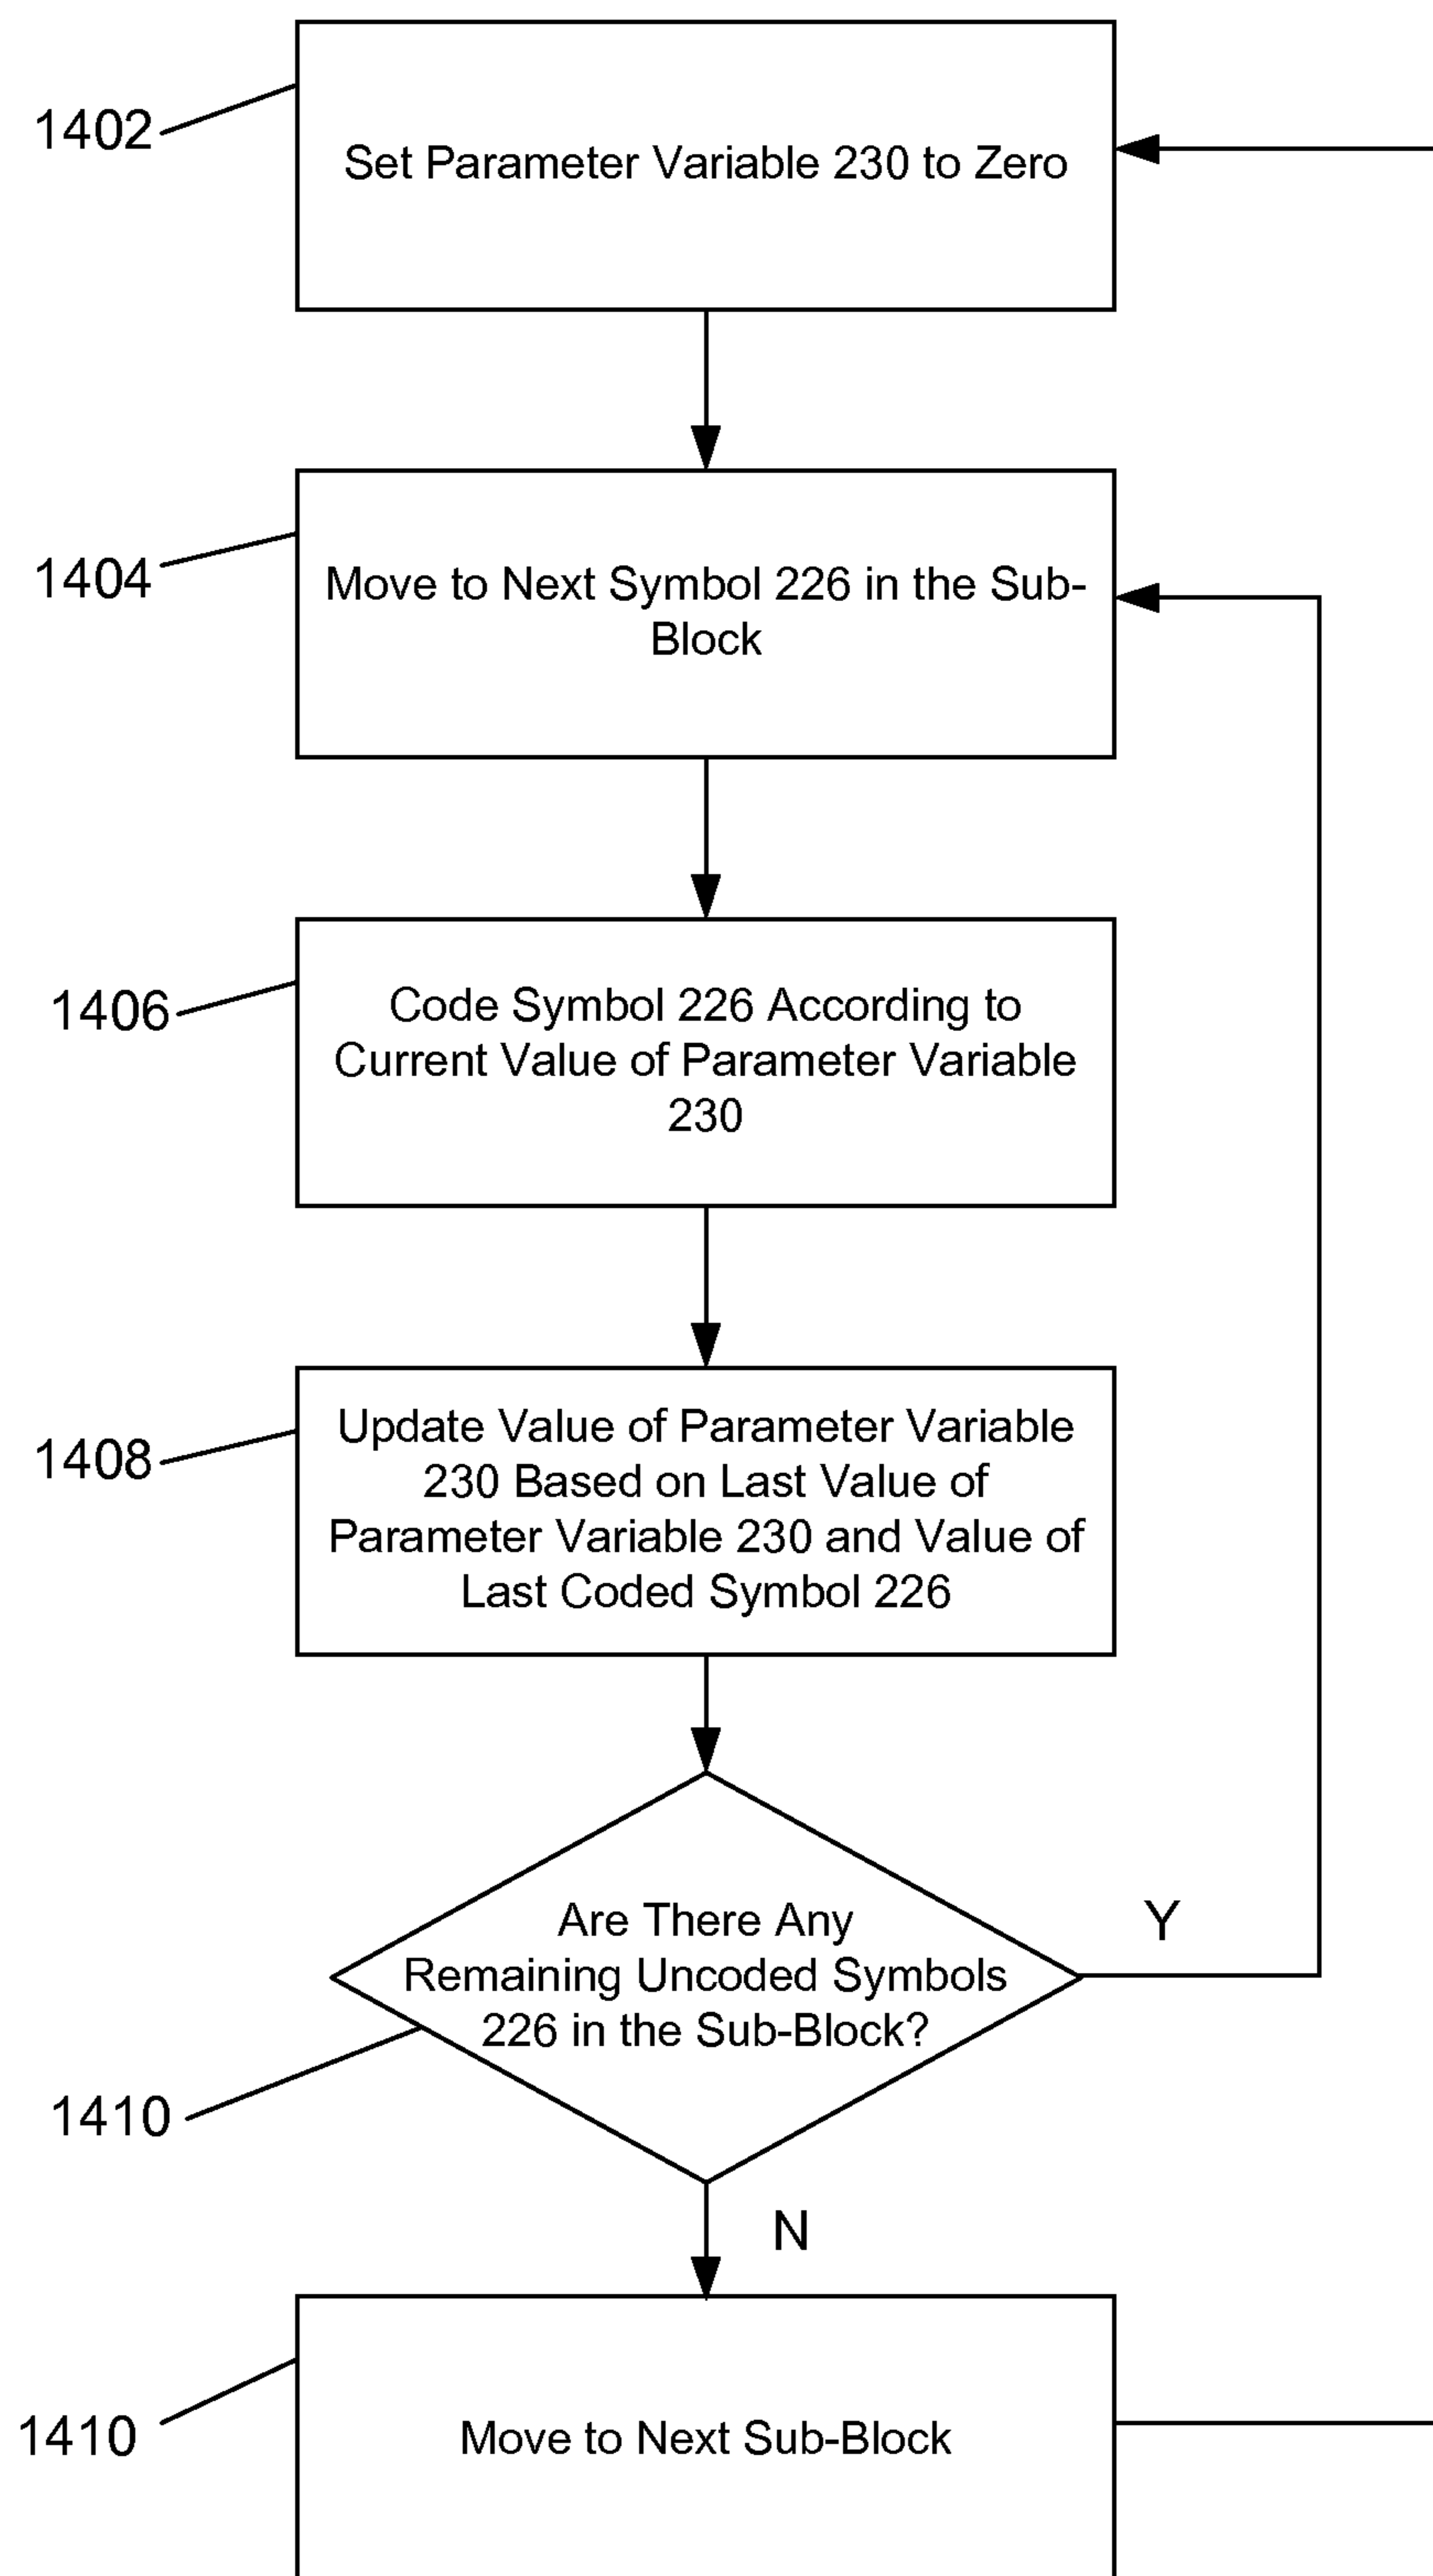 1402
Set Parameter Variable 230 to Zero
1404
Move to Next Symbol 226 in the Sub-
Block
1406
Code Symbol 226 According to
Current Value of Parameter Variable
230
1408
Update Value of Parameter Variable
230 Based on Last Value of
Parameter Variable 230 and Value of
Last Coded Symbol 226
Are There Any
Remaining Uncoded Symbols
226 in the Sub-Block?
Y
1410
N
1410
Move to Next Sub-Block